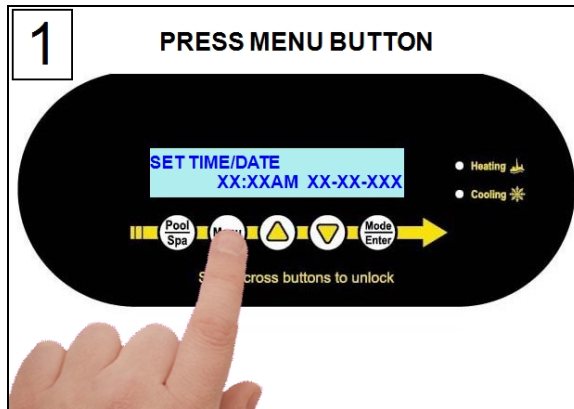 1
PRESS MENU BUTTON
SET TIME/DATE
XX:XXAM XX-XX-XXX
Heating
Cooling
Pool
Spa
Mode
Enter
cross buttons to unlock